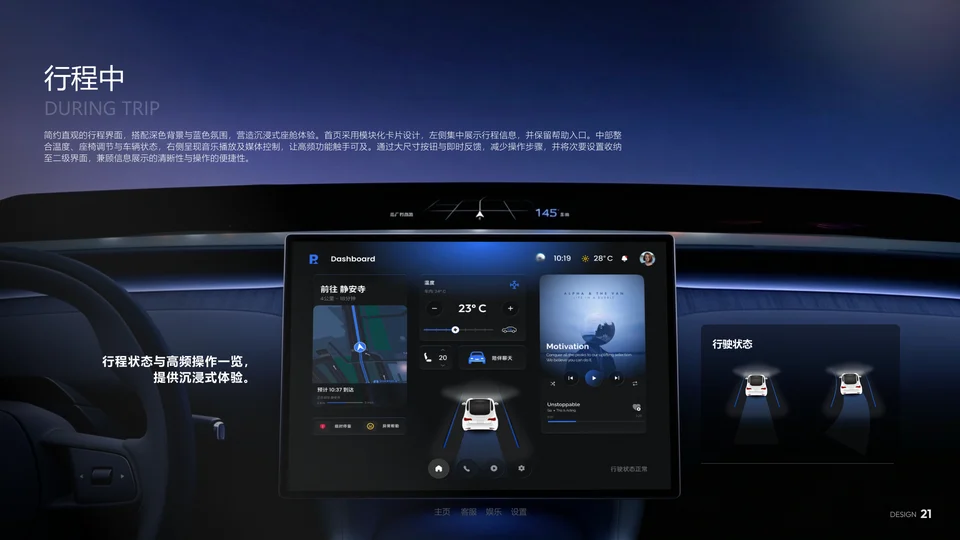 行程中
DURING TRIP
简约直观的行程界面，搭配深色背景与蓝色氛围，营造沉浸式座舱体验。首页采用模块化卡片设计，左侧集中展示行程信息，并保留帮助入口。中部整
合温度、座椅调节与车辆状态，右侧呈现音乐播放及媒体控制，让高频功能触手可及。通过大尺寸按钮与即时反馈，减少操作步骤，并将次要设置收纳
至二级界面，兼顾信息展示的清晰性与操作的便捷性。
145
Dashboard
10:19
28°C
前往 静安寺
温度
23°C
ALPHA & THE
Motivation
20
陪伴聊天
预计 10:37 到达
Unstoppable
行驶状态正常
行程状态与高频操作一览，
提供沉浸式体验。
行驶状态
主页 客服 娱乐 设置
DESIGN 21